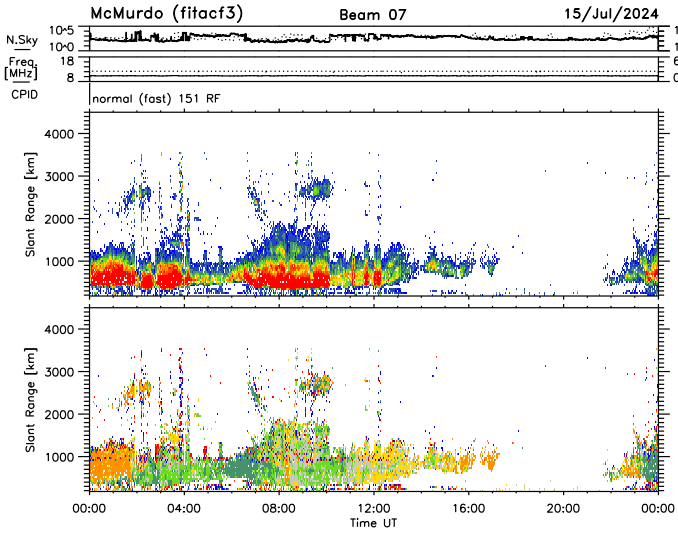 McMurdo (fitacf3)
Beam 07
15/Jul/2024
N.Sky
10^5
10^0
Freq.
[MHz]
18
8
6
0
CPID
normal (fast) 151 RF
Slant Range [km]
4000
3000
2000
1000
Slant Range [km]
4000
3000
2000
1000
00:00 04:00 08:00 12:00 16:00 20:00 00:00
Time UT